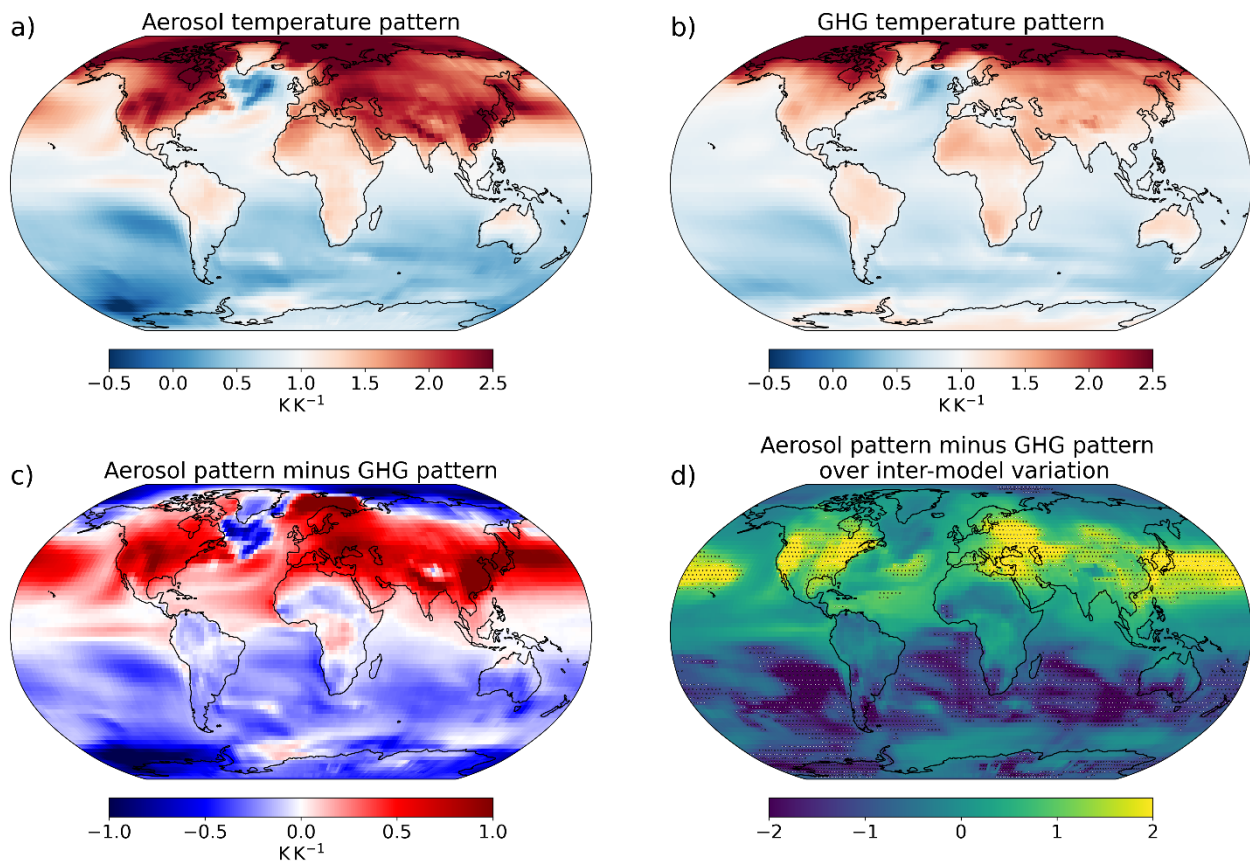 a)
Aerosol temperature pattern
−0.5 0.0 0.5 1.0 1.5 2.0 2.5
K K⁻¹
b)
GHG temperature pattern
−0.5 0.0 0.5 1.0 1.5 2.0 2.5
K K⁻¹
c)
Aerosol pattern minus GHG pattern
−1.0 −0.5 0.0 0.5 1.0
K K⁻¹
d)
Aerosol pattern minus GHG pattern
over inter-model variation
−2 −1 0 1 2